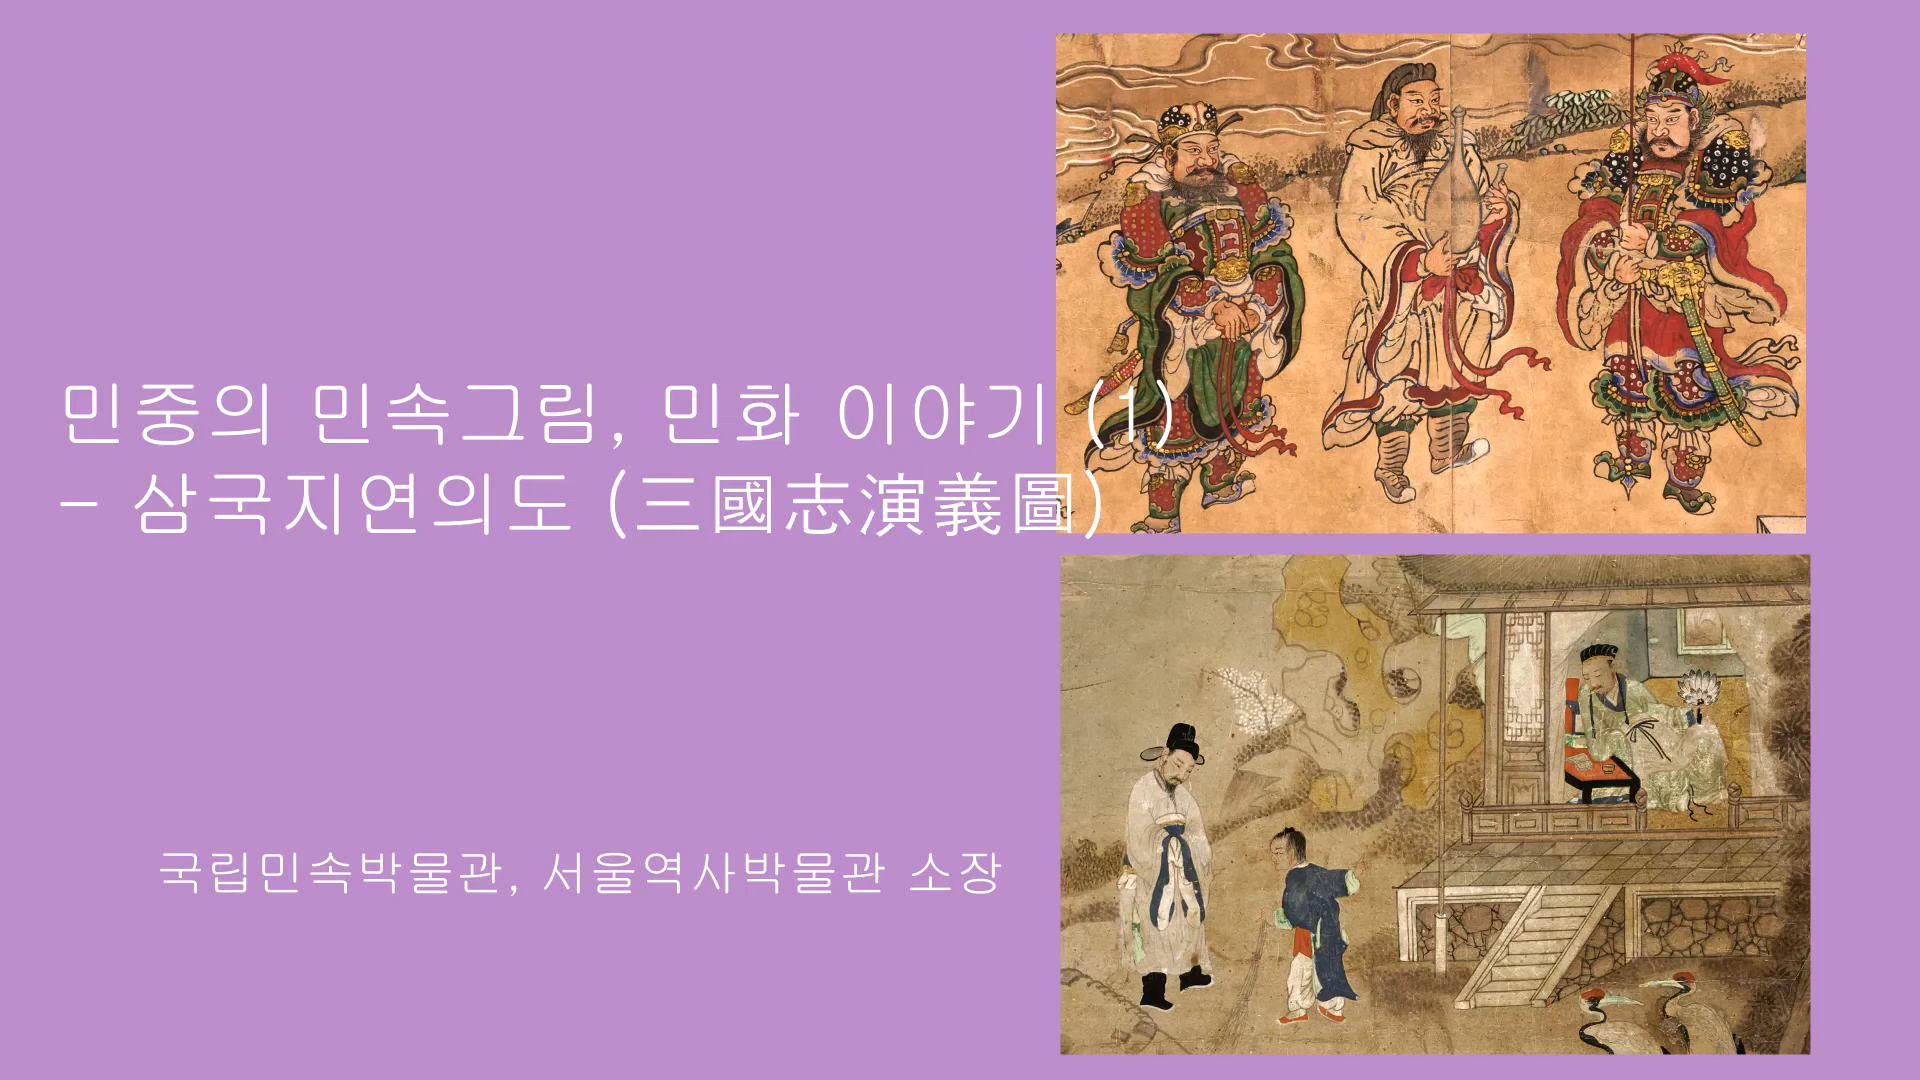 민중의 민속그림, 민화 이야기 (1)
- 삼국지연의도 (三國志演義圖)
국립민속박물관, 서울역사박물관 소장